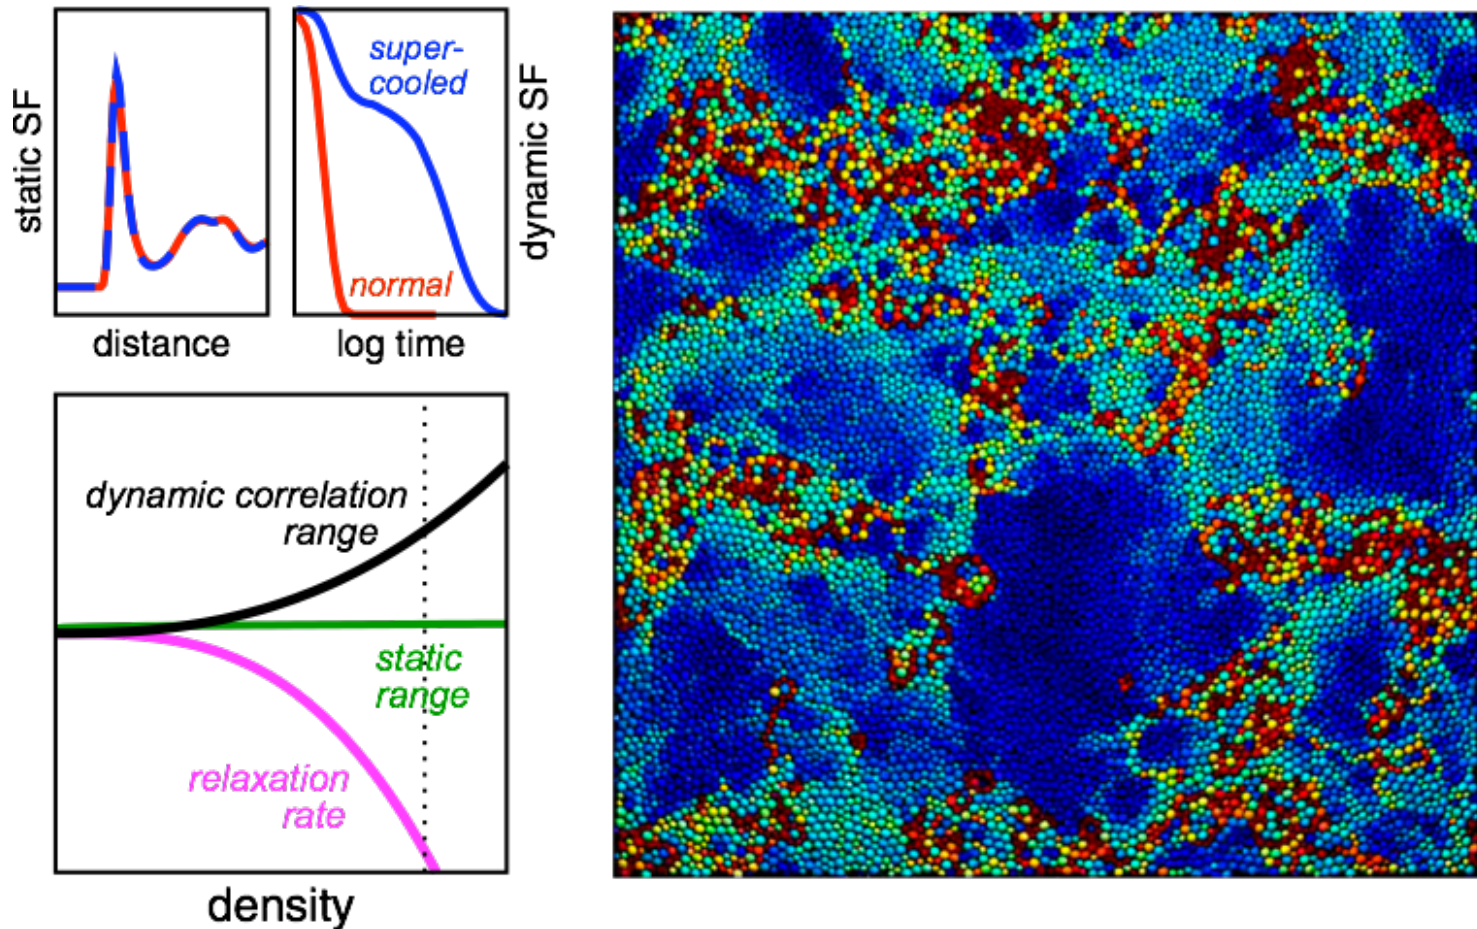 static SF
super-
cooled
normal
dynamic SF
distance
log time
dynamic correlation
range
static
range
relaxation
rate
density